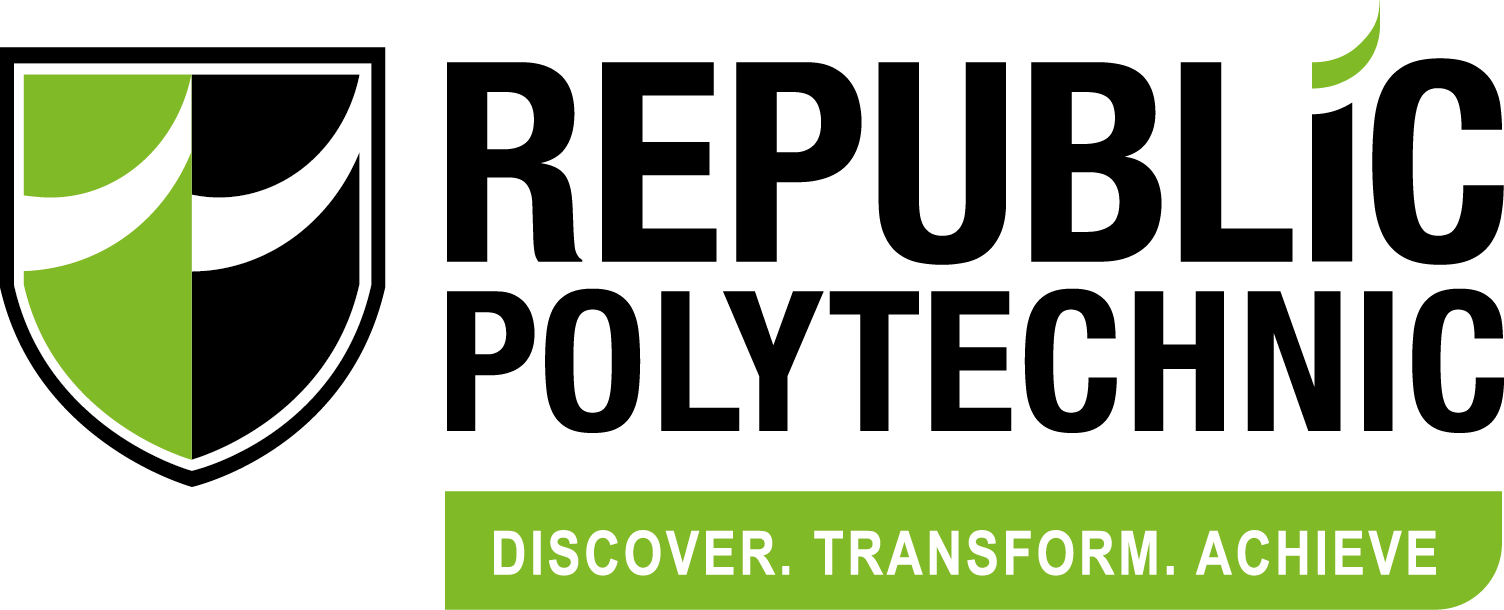 REPUBLiC
POLYTECHNIC
DISCOVER. TRANSFORM. ACHIEVE